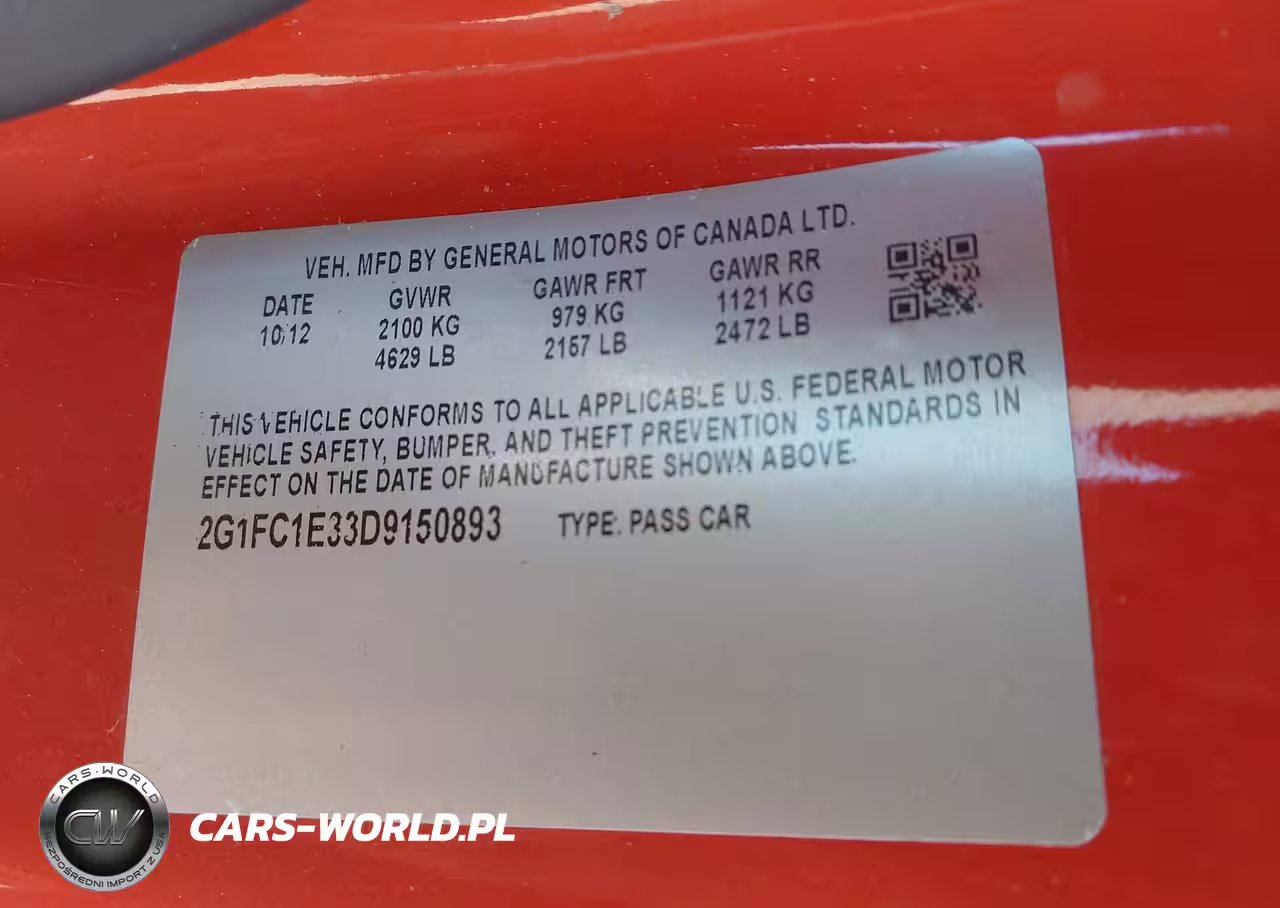 VEH. MFD BY GENERAL MOTORS OF CANADA LTD.
DATE GVWR GAWR FRT GAWR RR
10/12 2100 KG 979 KG 1121 KG
4629 LB 2157 LB 2472 LB
THIS VEHICLE CONFORMS TO ALL APPLICABLE U.S. FEDERAL MOTOR
VEHICLE SAFETY, BUMPER, AND THEFT PREVENTION STANDARDS IN
EFFECT ON THE DATE OF MANUFACTURE SHOWN ABOVE.
2G1FC1E33D9150893 TYPE: PASS CAR
CARS-WORLD
CW
BEZPOŚREDNI IMPORT Z USA
CARS-WORLD.PL